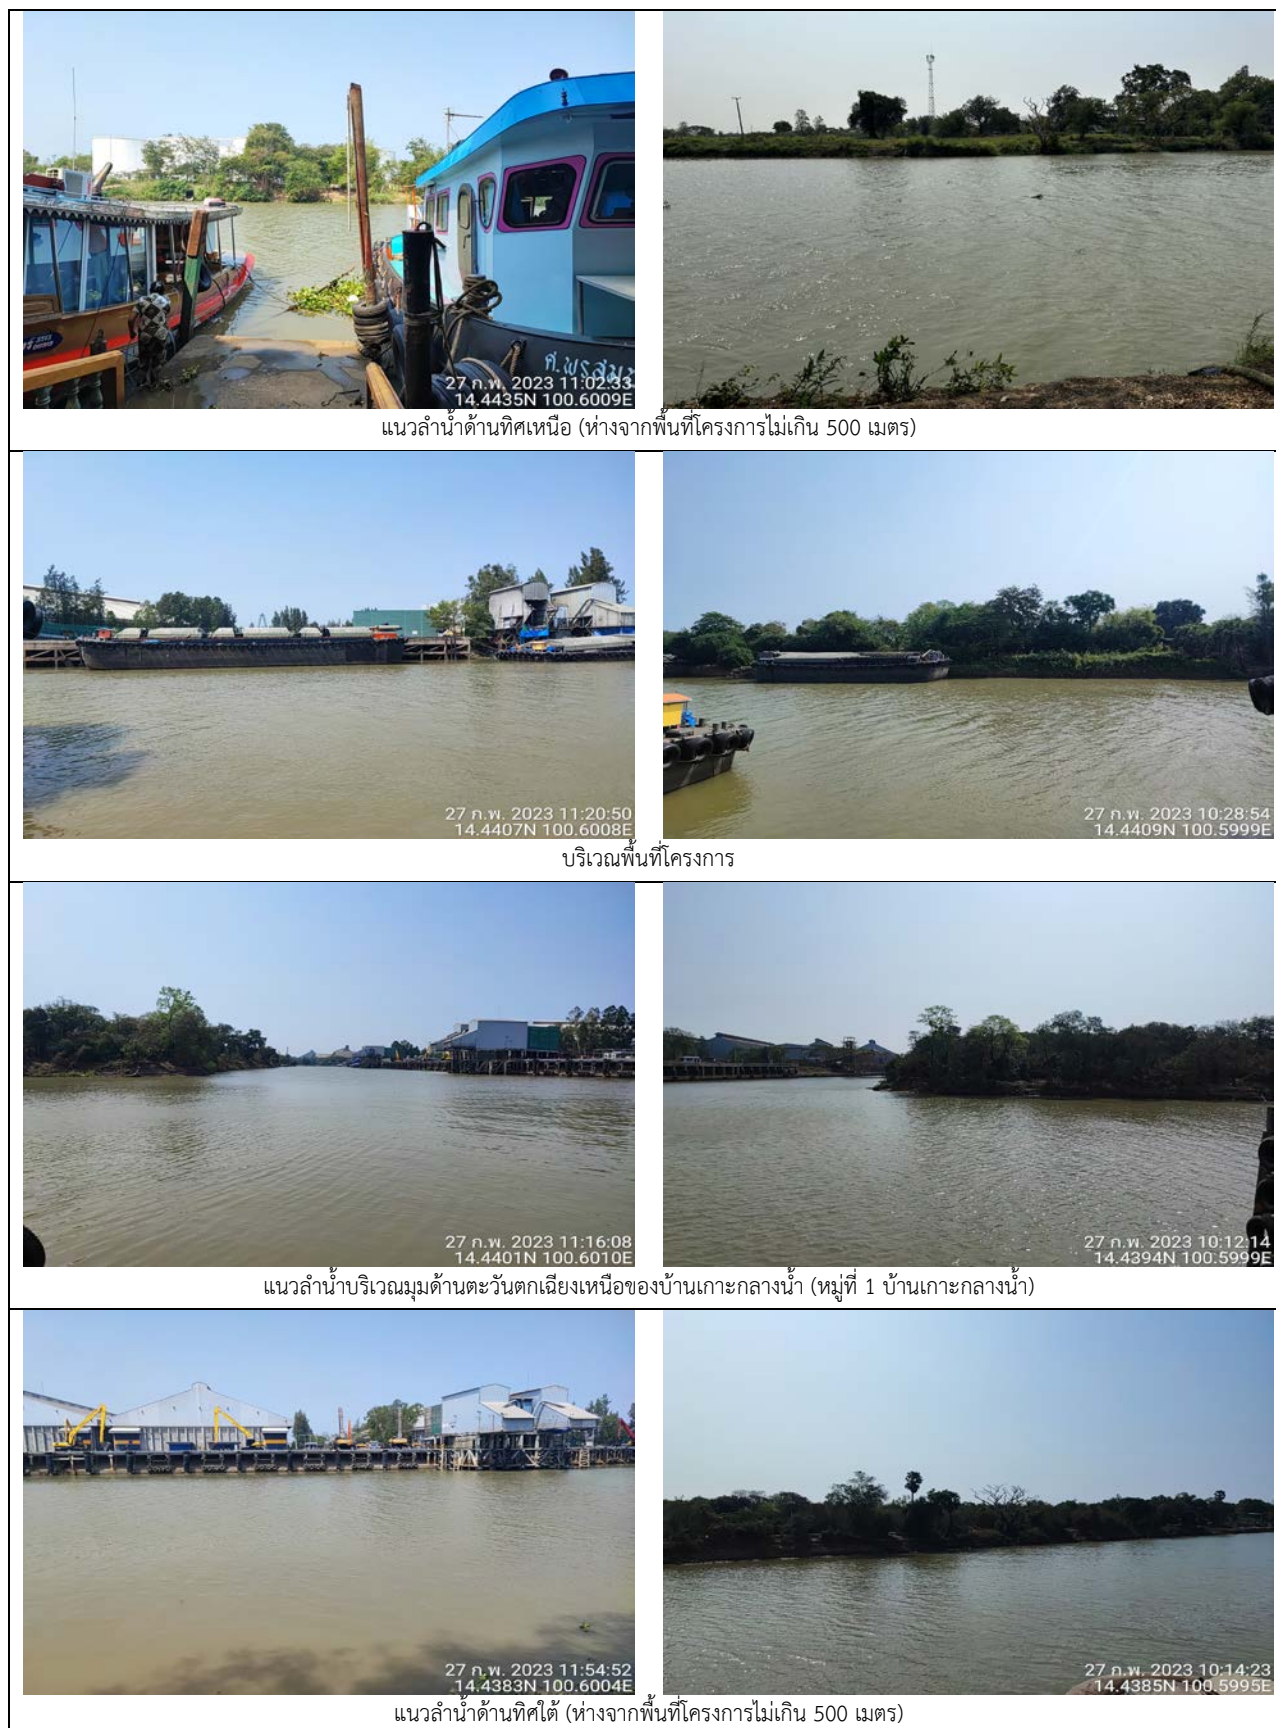 ศ.พรสมุ
27 ก.พ. 2023 11:02:33
14.4435N 100.6009E
แนวลำน้ำด้านทิศเหนือ (ห่างจากพื้นที่โครงการไม่เกิน 500 เมตร)
27 ก.พ. 2023 11:20:50
14.4407N 100.6008E
27 ก.พ. 2023 10:28:54
14.4409N 100.5999E
บริเวณพื้นที่โครงการ
27 ก.พ. 2023 11:16:08
14.4401N 100.6010E
27 ก.พ. 2023 10:12:14
14.4394N 100.5999E
แนวลำน้ำบริเวณมุมด้านตะวันตกเฉียงเหนือของบ้านเกาะกลางน้ำ (หมู่ที่ 1 บ้านเกาะกลางน้ำ)
27 ก.พ. 2023 11:54:52
14.4383N 100.6004E
27 ก.พ. 2023 10:14:23
14.4385N 100.5995E
แนวลำน้ำด้านทิศใต้ (ห่างจากพื้นที่โครงการไม่เกิน 500 เมตร)